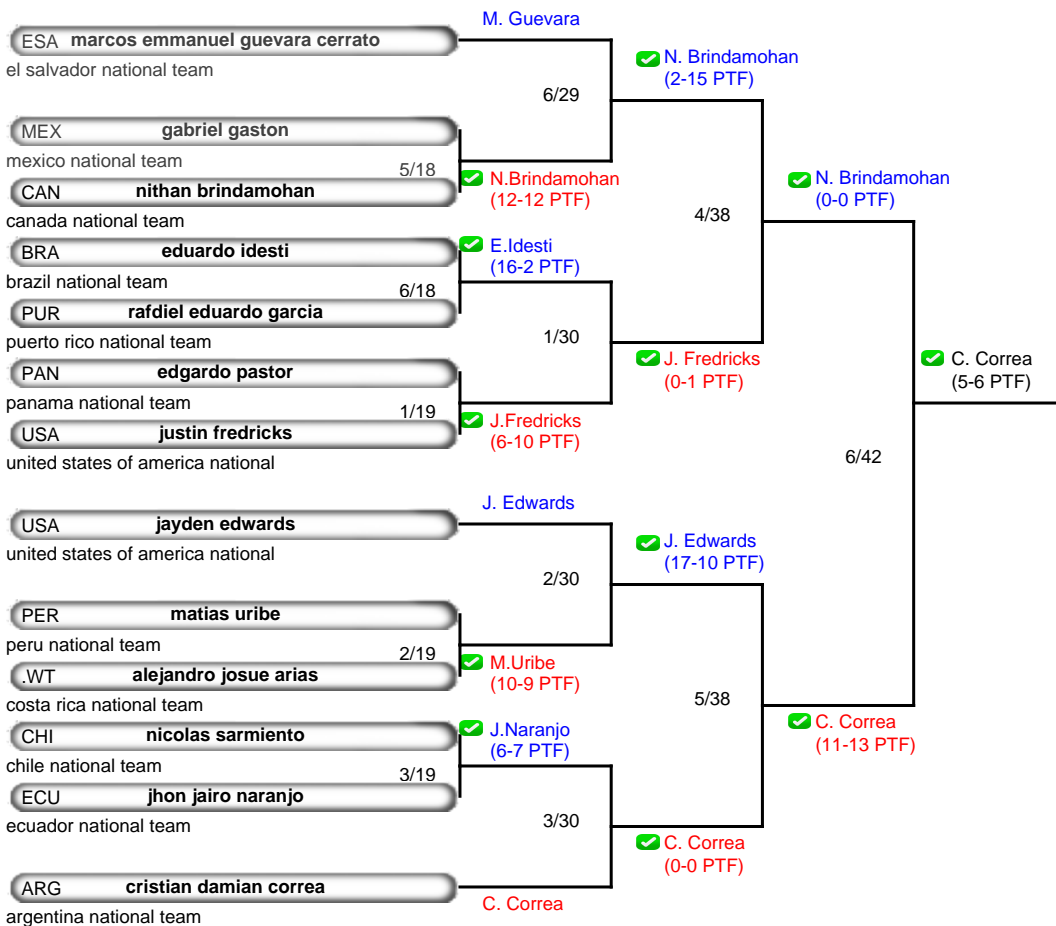 M. Guevara
ESA marcos emmanuel guevara cerrato
el salvador national team
N. Brindamohan
(2-15 PTF)
6/29
MEX gabriel gaston
mexico national team
5/18
N.Brindamohan
(12-12 PTF)
CAN nithan brindamohan
canada national team
N. Brindamohan
(0-0 PTF)
4/38
BRA eduardo idesti
brazil national team
E.Idesti
(16-2 PTF)
6/18
PUR rafdiel eduardo garcia
puerto rico national team
1/30
J. Fredricks
(0-1 PTF)
C. Correa
(5-6 PTF)
PAN edgardo pastor
panama national team
1/19
J.Fredricks
(6-10 PTF)
USA justin fredricks
united states of america national
6/42
J. Edwards
USA jayden edwards
united states of america national
J. Edwards
(17-10 PTF)
2/30
PER matias uribe
peru national team
2/19
M.Uribe
(10-9 PTF)
.WT alejandro josue arias
costa rica national team
5/38
C. Correa
(11-13 PTF)
CHI nicolas sarmiento
chile national team
J.Naranjo
(6-7 PTF)
3/19
ECU jhon jairo naranjo
ecuador national team
3/30
C. Correa
(0-0 PTF)
ARG cristian damian correa
argentina national team
C. Correa